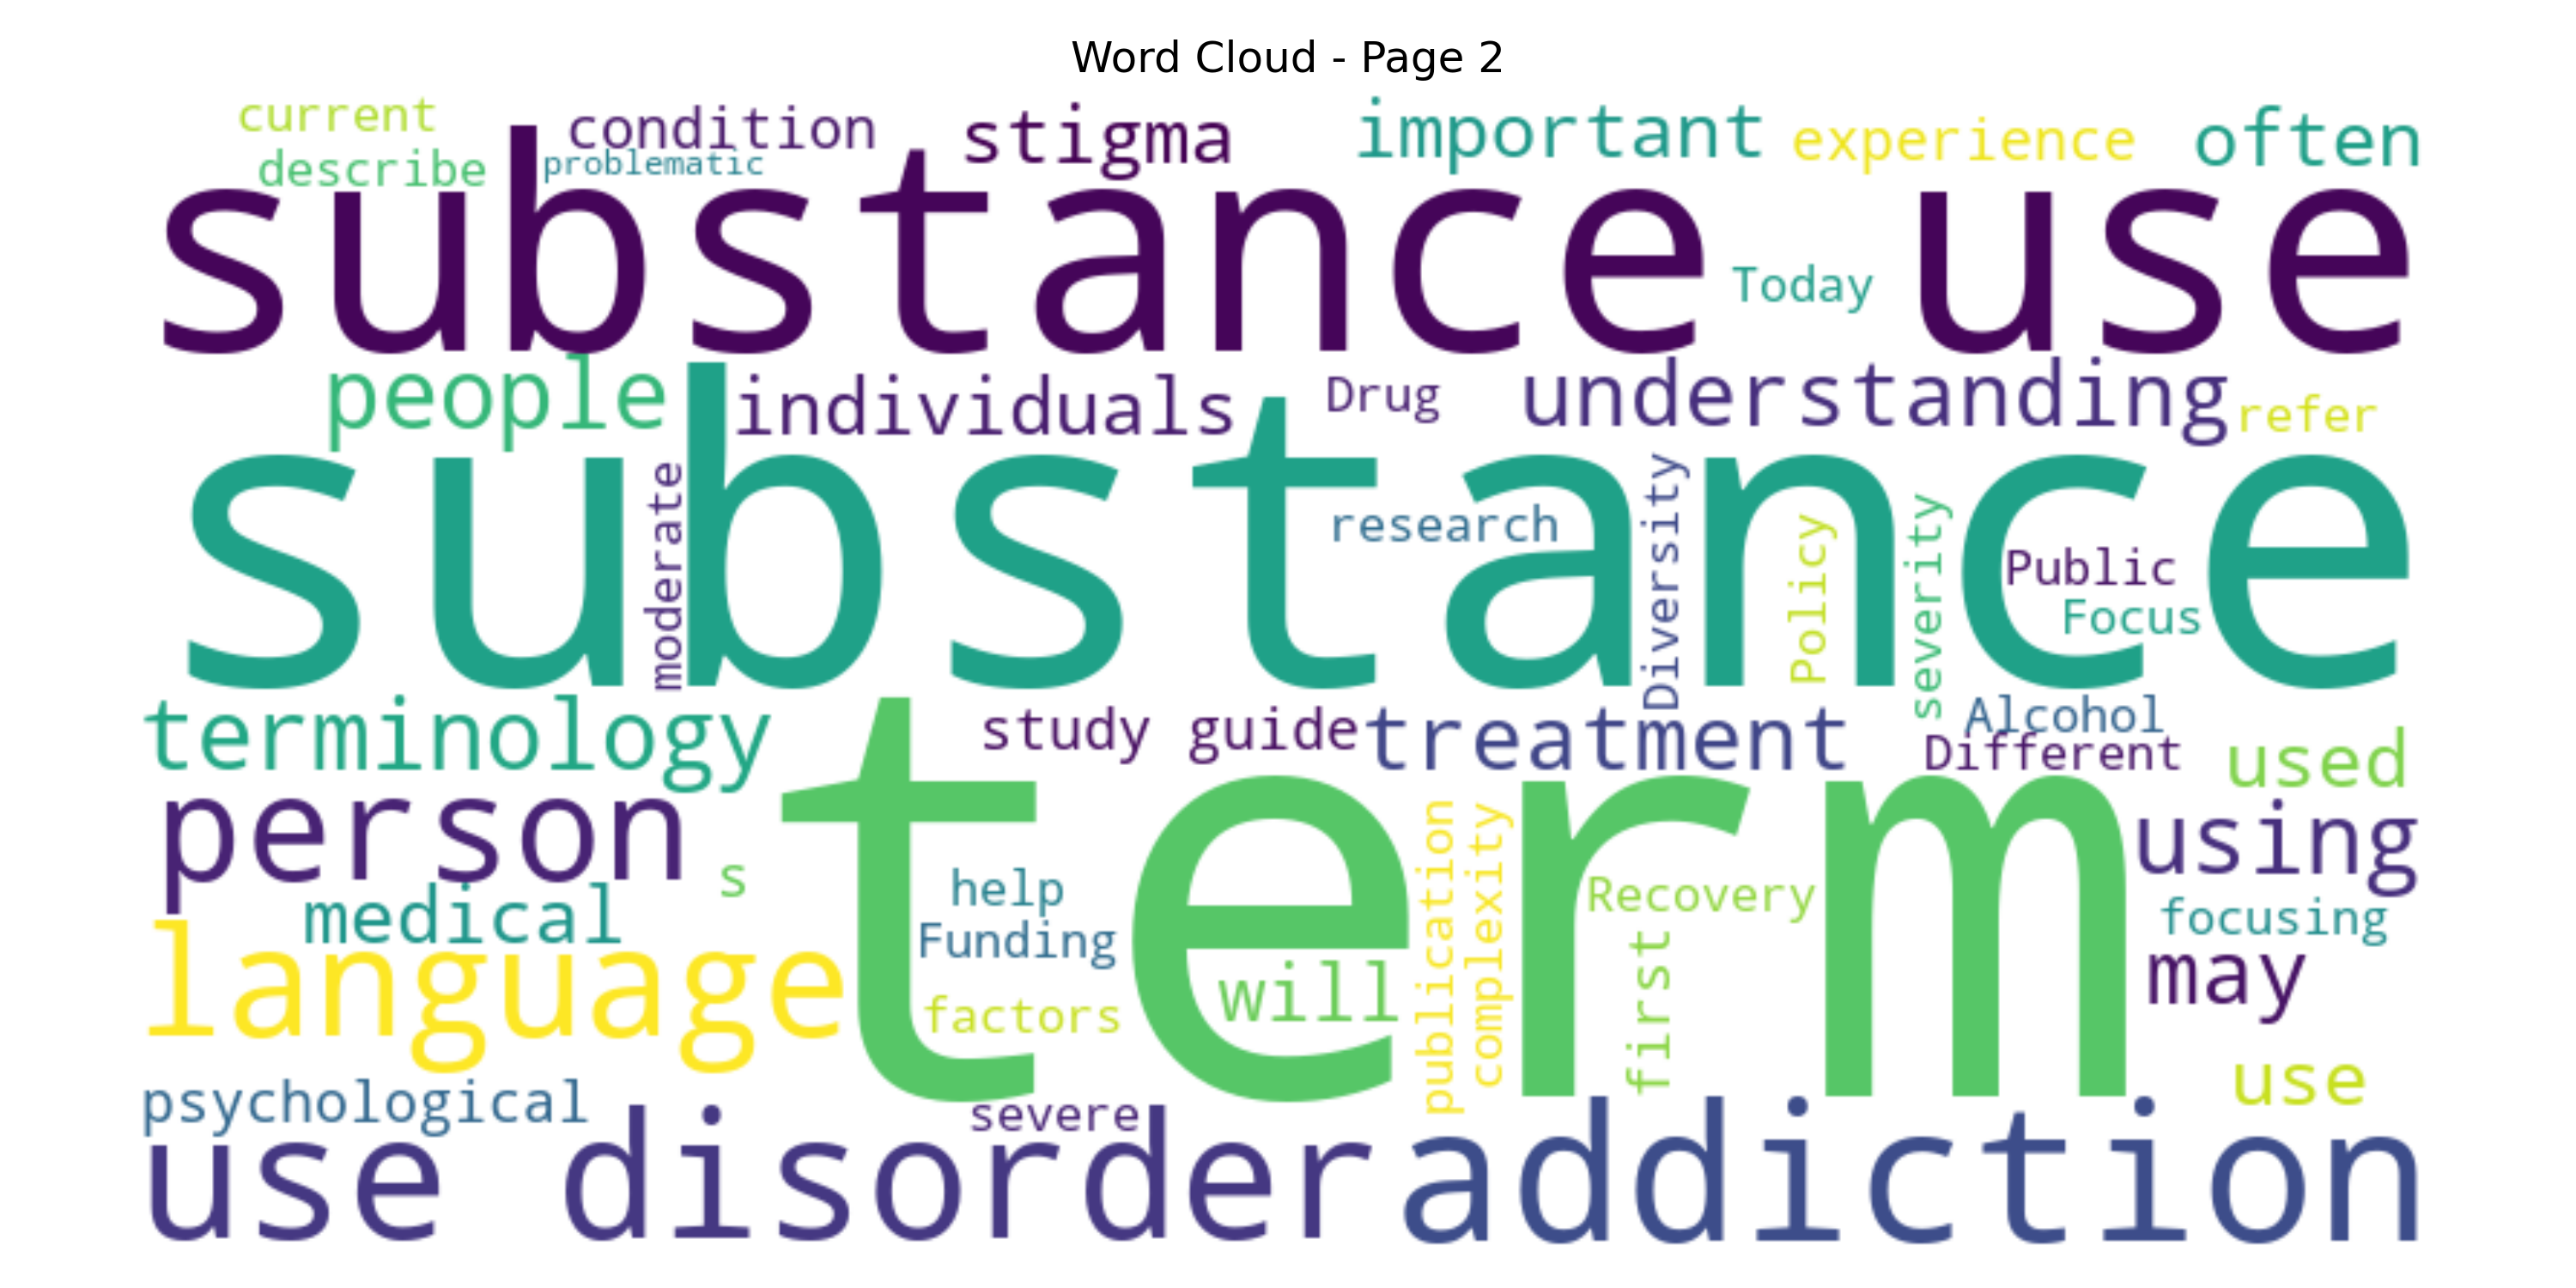 Word Cloud - Page 2
current
condition
stigma
important
experience
often
describe
problematic
substance use
Today
people
individuals
Drug
understanding
refer
substance
moderate
research
Diversity
Policy
severity
Public
Focus
terminology
study guide
treatment
Alcohol
Different
used
person
term
using
s
help
Recovery
medical
Funding
focusing
language
will
publication
complexity
first
may
factors
psychological
severe
use
use disorder
addiction